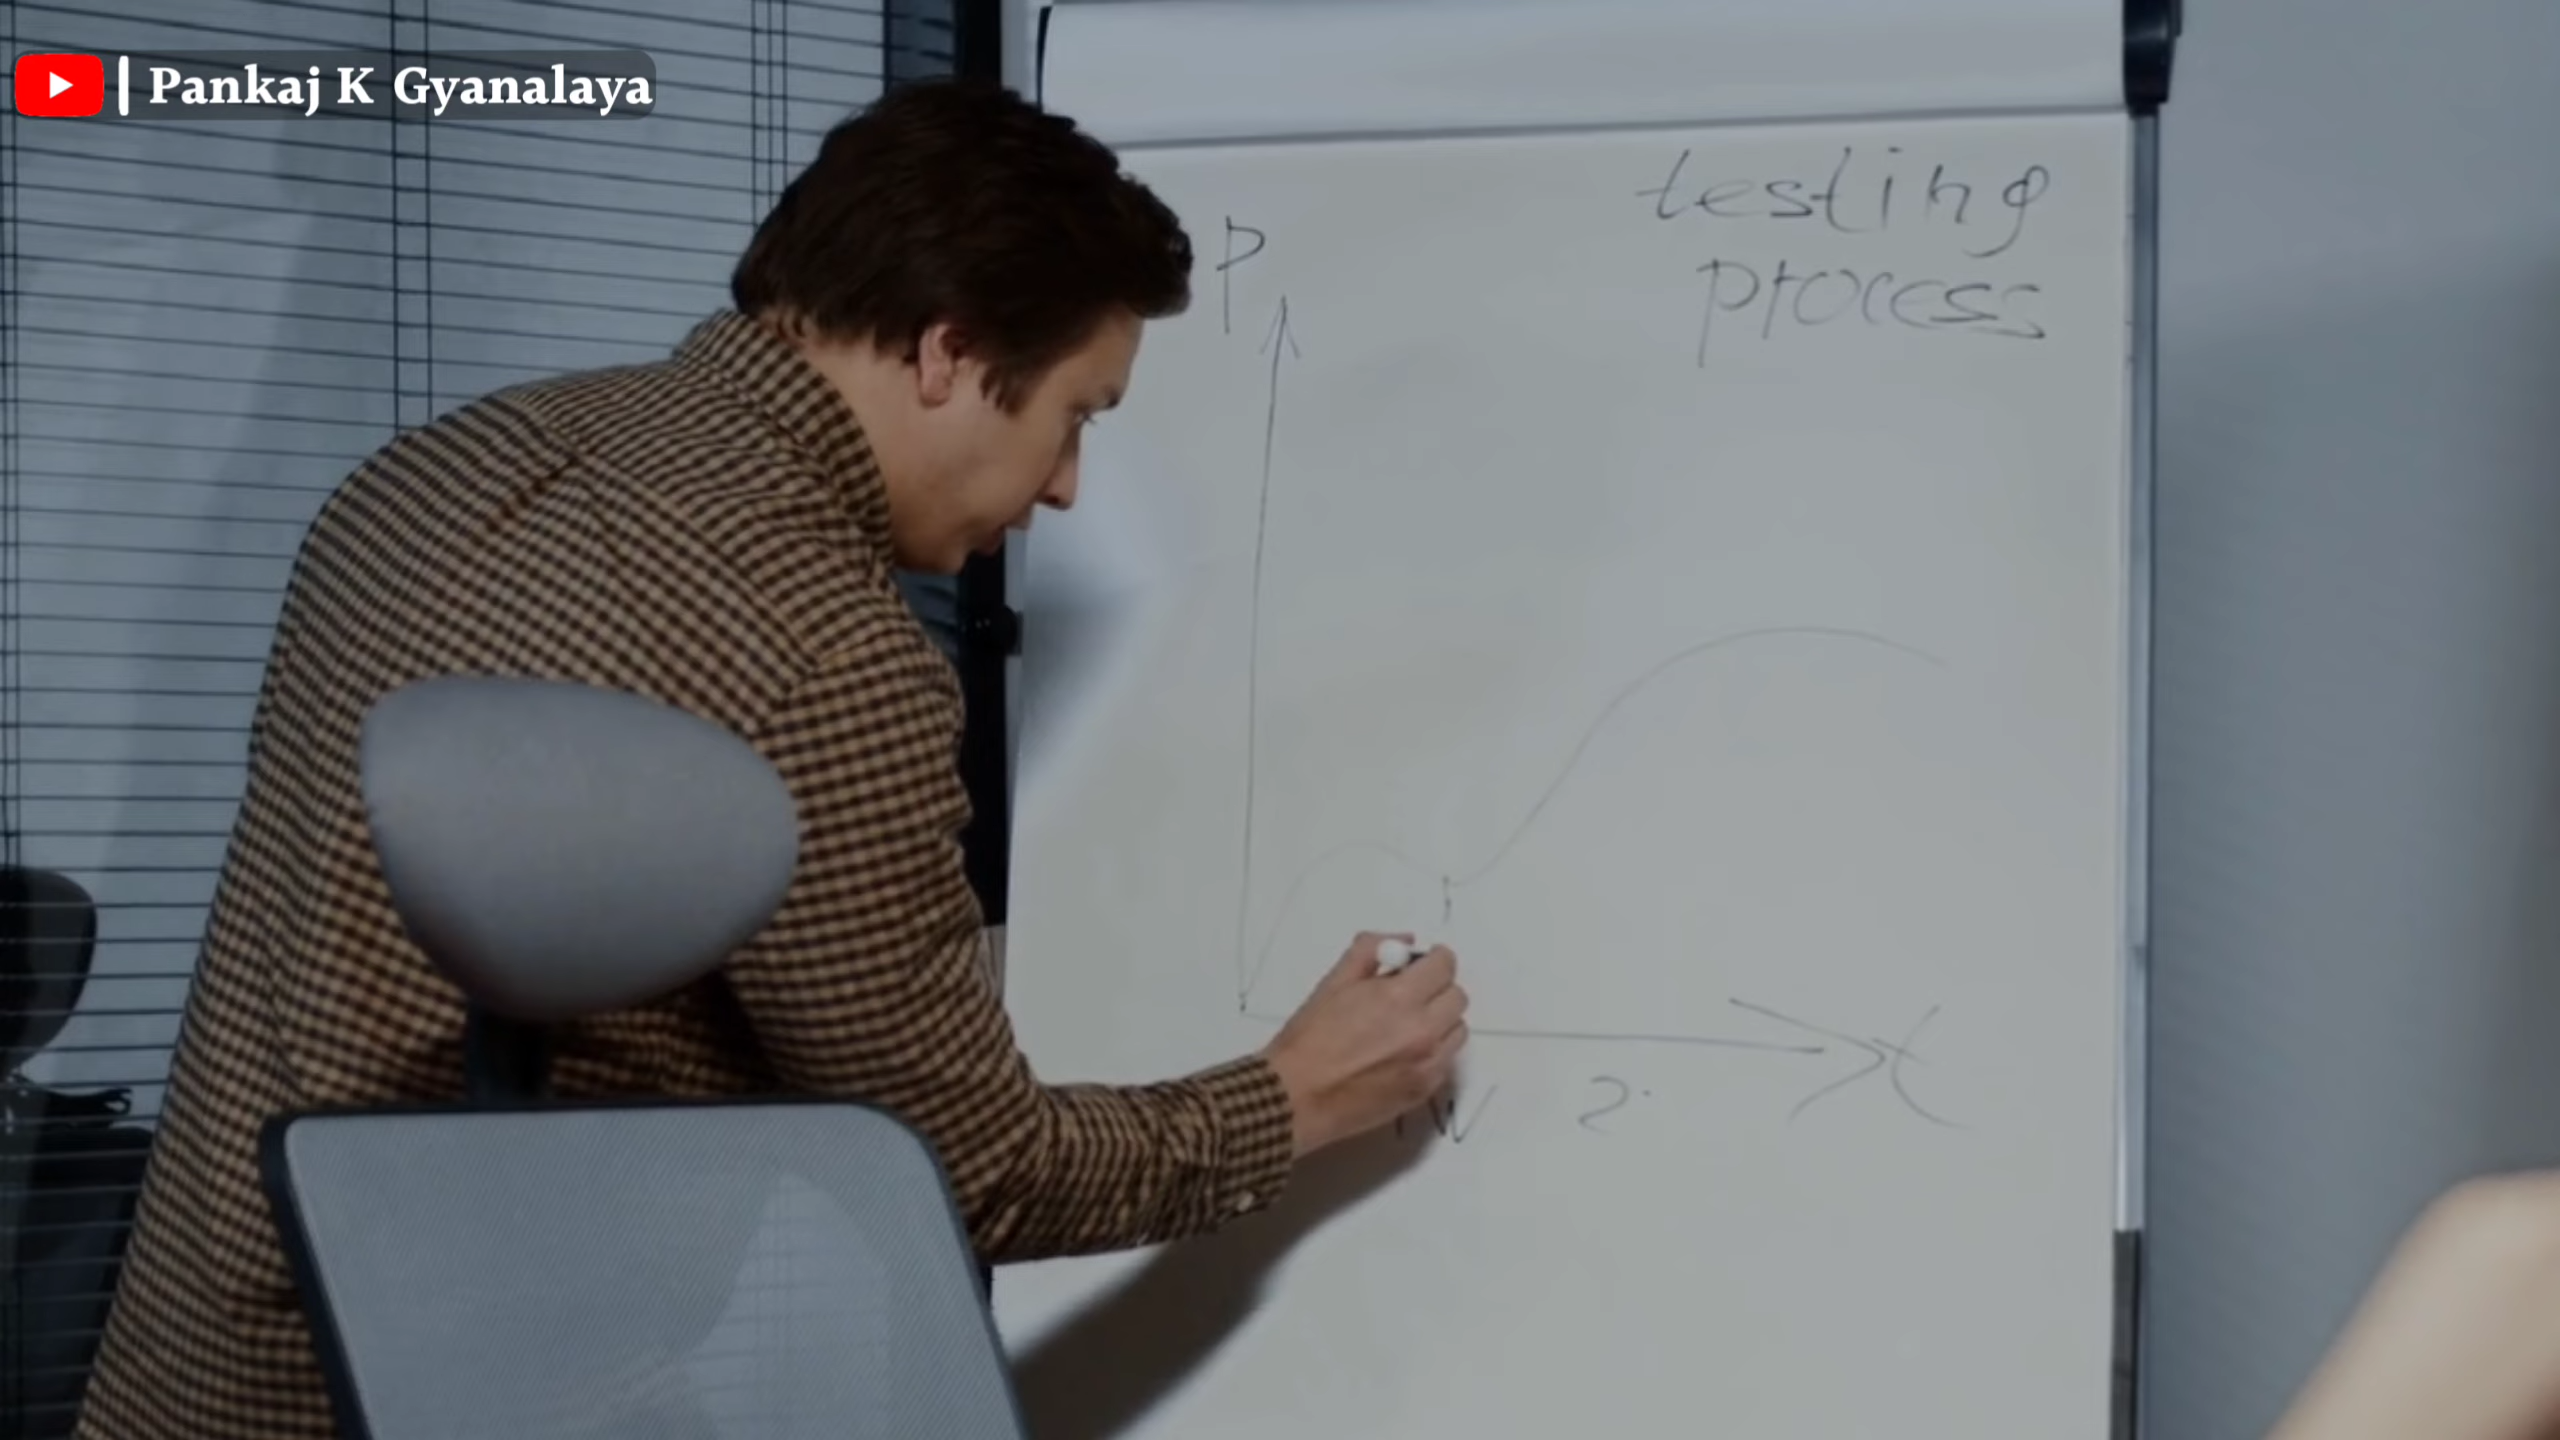 | Pankaj K Gyanalaya
testing
process
P
W 2